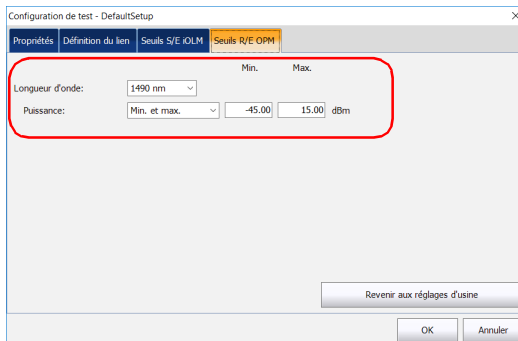 Configuration de test - DefaultSetup
Propriétés Définition du lien Seuils S/E iOLM Seuils R/E OPM
Min. Max.
Longueur d'onde: 1490 nm
Puissance: Min. et max. -45.00 15.00 dBm
Revenir aux réglages d'usine
OK Annuler